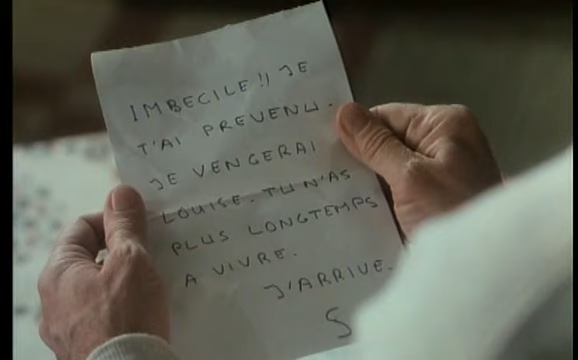 IMBECILE !! JE
T'AI PREVENU.
JE VENGERAI
LOUISE. TU N'AS
PLUS LONGTEMPS
A VIVRE.
J'ARRIVE.
S